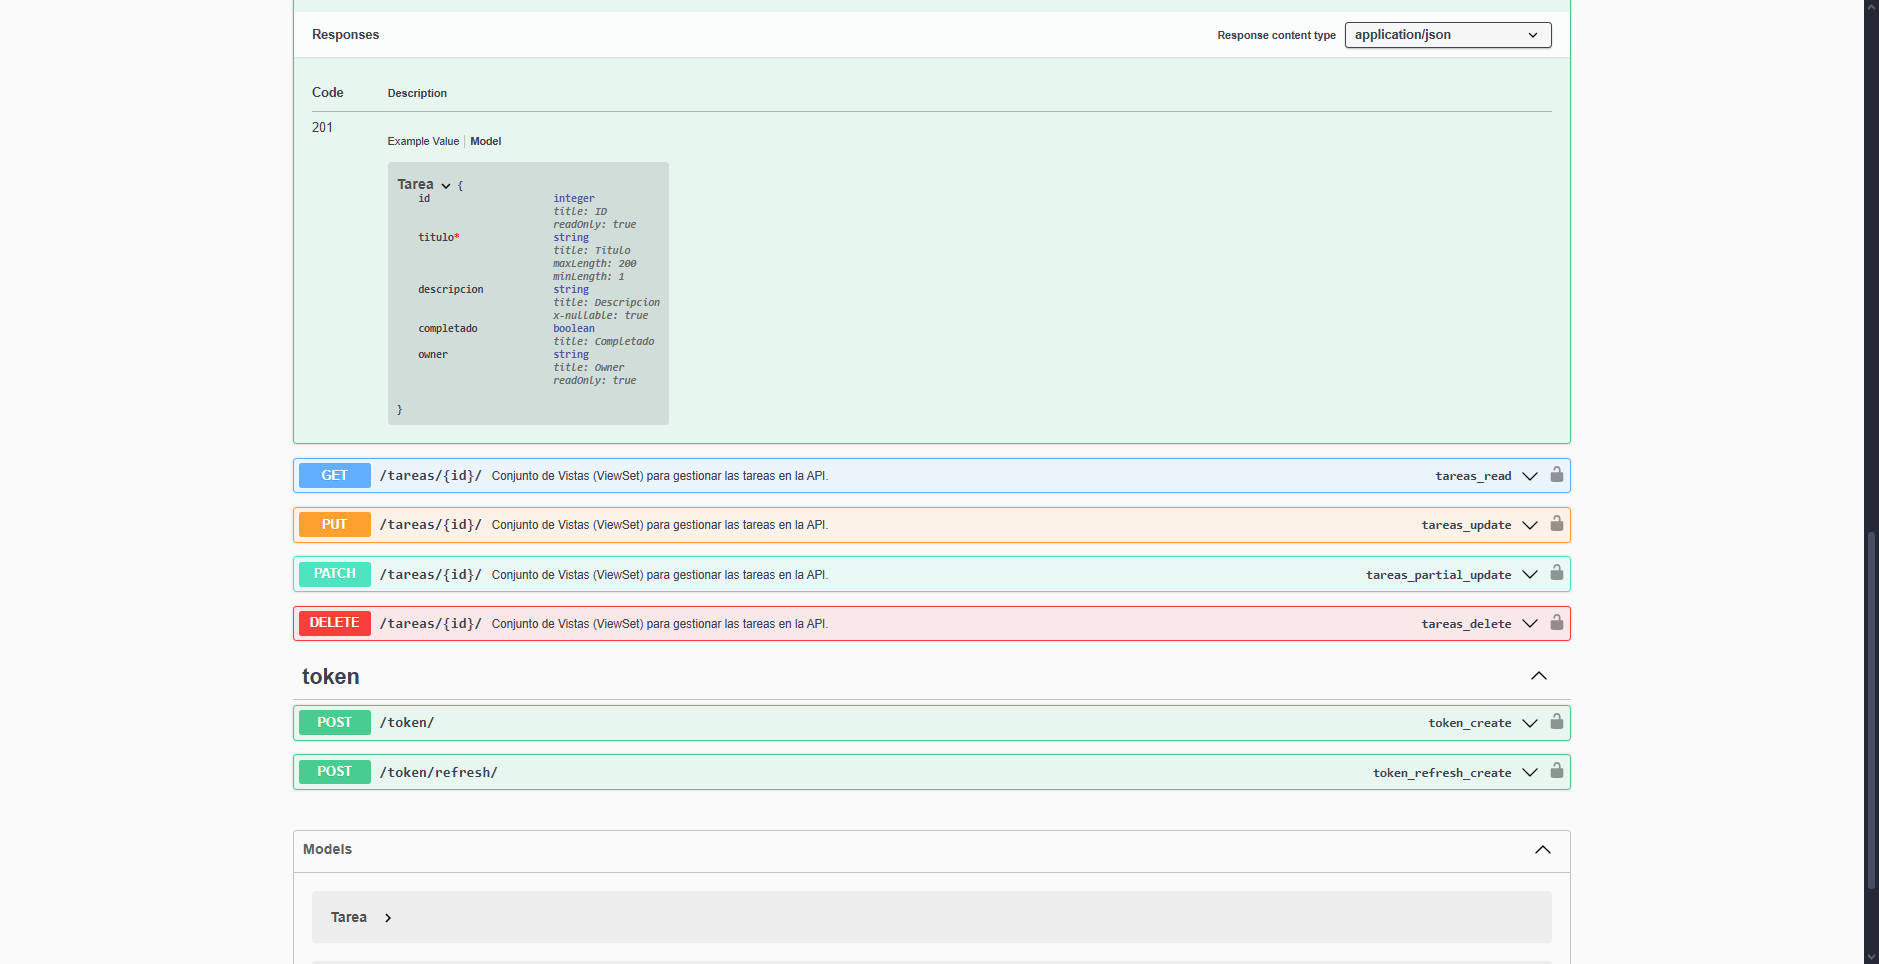 Responses
Response content type application/json
Code Description
201
Example Value Model
Tarea {
id integer
title: ID
readOnly: true
titulo* string
title: Titulo
maxLength: 200
minLength: 1
descripcion string
title: Descripcion
x-nullable: true
completado boolean
title: Completado
owner string
title: Owner
readOnly: true
}
GET /tareas/{id}/ Conjunto de Vistas (ViewSet) para gestionar las tareas en la API. tareas_read
PUT /tareas/{id}/ Conjunto de Vistas (ViewSet) para gestionar las tareas en la API. tareas_update
PATCH /tareas/{id}/ Conjunto de Vistas (ViewSet) para gestionar las tareas en la API. tareas_partial_update
DELETE /tareas/{id}/ Conjunto de Vistas (ViewSet) para gestionar las tareas en la API. tareas_delete
token
POST /token/ token_create
POST /token/refresh/ token_refresh_create
Models
Tarea